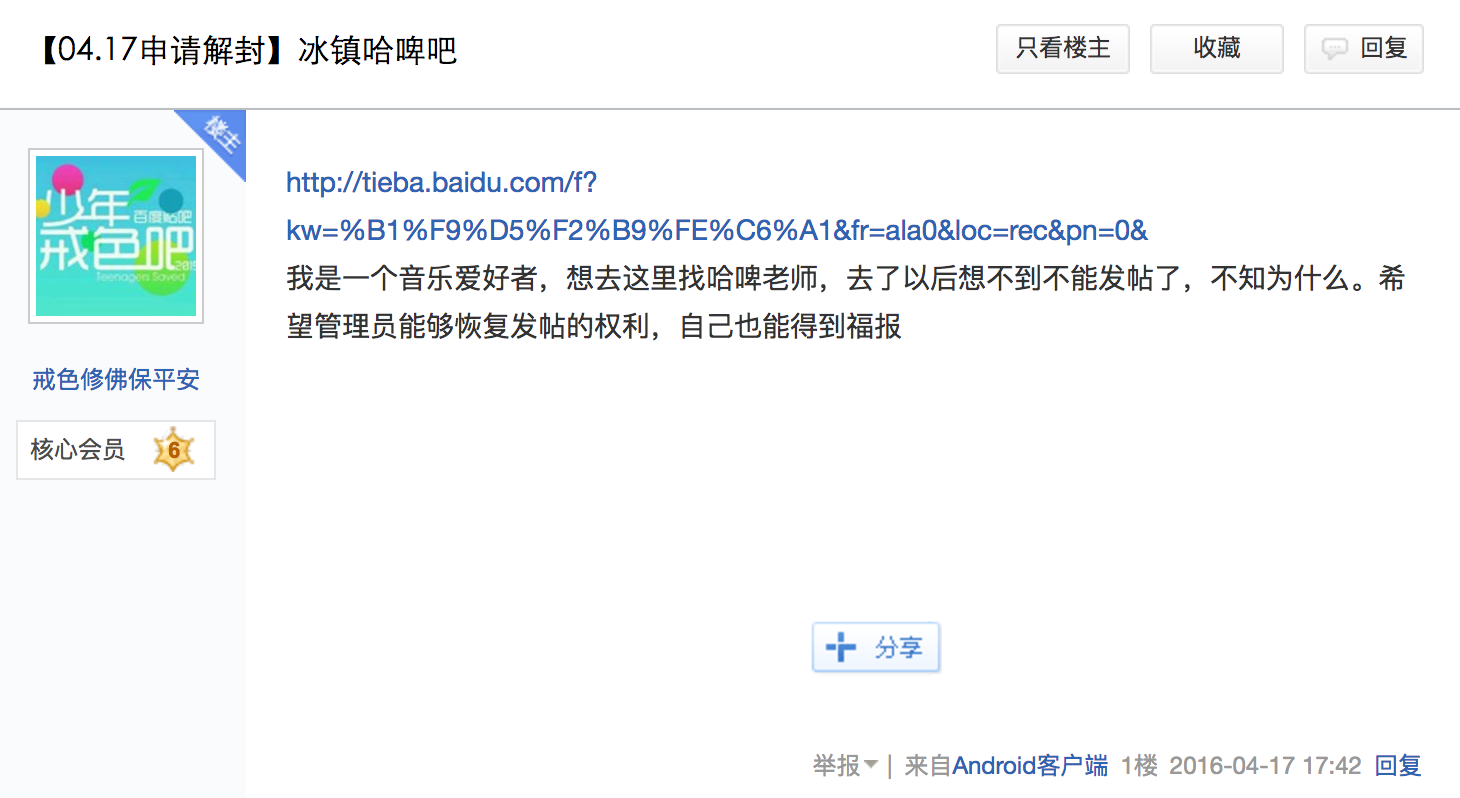 【04.17申请解封】冰镇哈啤吧
只看楼主
收藏
回复
楼主
少年
百度贴吧
戒色吧
2015
Teenagers Saved
戒色修佛保平安
核心会员 6
http://tieba.baidu.com/f?
kw=%B1%F9%D5%F2%B9%FE%C6%A1&fr=ala0&loc=rec&pn=0&
我是一个音乐爱好者，想去这里找哈啤老师，去了以后想不到不能发帖了，不知为什么。希
望管理员能够恢复发帖的权利，自己也能得到福报
分享
举报 | 来自Android客户端 1楼 2016-04-17 17:42 回复